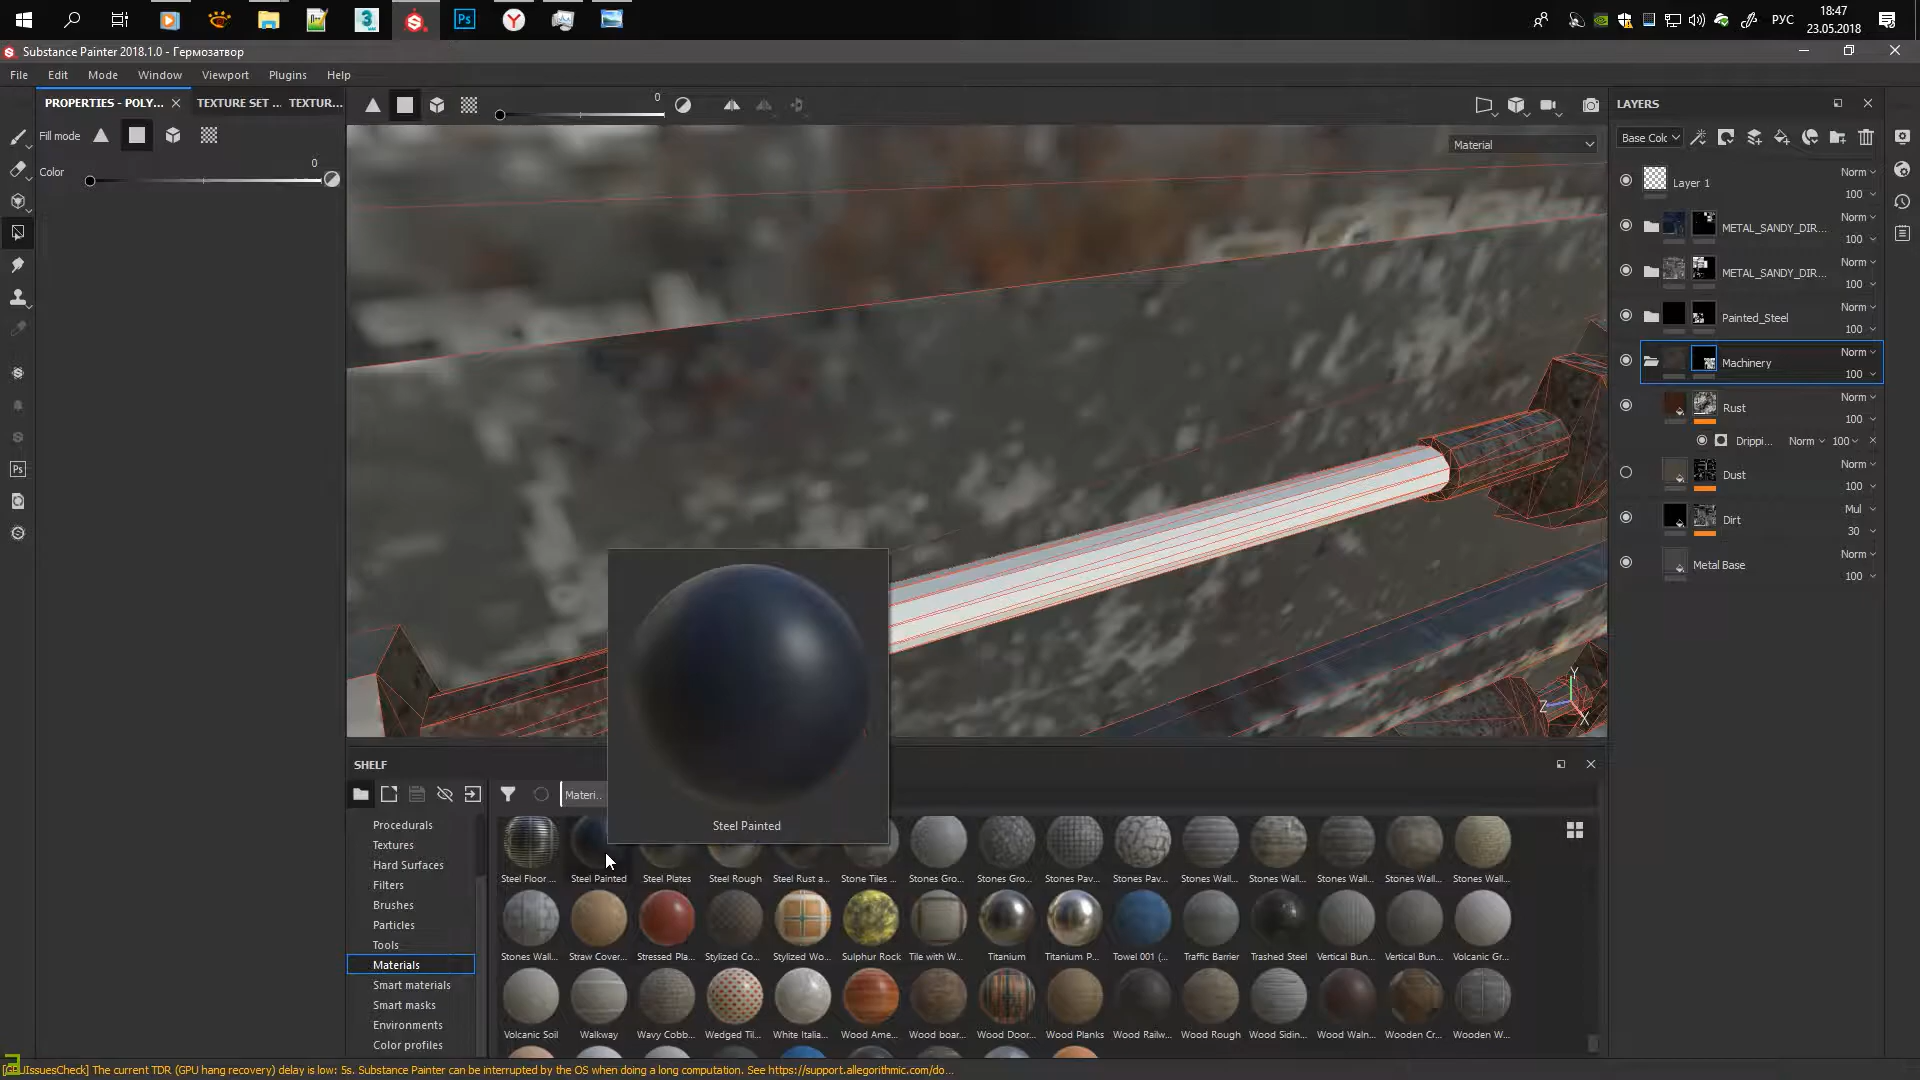 18:47
РУС
23.05.2018
Substance Painter 2018.1.0 - Гермозатвор
File Edit Mode Window Viewport Plugins Help
PROPERTIES - POLY... TEXTURE SET ... TEXTUR...
0
Fill mode
Color
0
Material
LAYERS
Base Colo
Layer 1
Norm
100
METAL_SANDY_DIR...
Norm
100
METAL_SANDY_DIR...
Norm
100
Painted_Steel
Norm
100
Machinery
Norm
100
Rust
Norm
100
Drippi... Norm 100
Dust
Norm
100
Dirt
Mul
30
Metal Base
Norm
100
Y
Z
X
Steel Painted
SHELF
Materi...
Procedurals
Textures
Hard Surfaces
Filters
Brushes
Particles
Tools
Materials
Smart materials
Smart masks
Environments
Color profiles
Steel Floor ... Steel Painted Steel Plates Steel Rough Steel Rust a... Stone Tiles ... Stones Gro... Stones Gro... Stones Pav... Stones Pav... Stones Wall... Stones Wall... Stones Wall... Stones Wall... Stones Wall...
Stones Wall... Straw Cover... Stressed Pla... Stylized Co... Stylized Wo... Sulphur Rock Tile with W... Titanium Titanium P... Towel 001 (... Traffic Barrier Trashed Steel Vertical Bun... Vertical Bun... Volcanic Gr...
Volcanic Soil Walkway Wavy Cobb... Wedged Til... White Italia... Wood Ame... Wood boar... Wood Door... Wood Planks Wood Railw... Wood Rough Wood Sidin... Wood Waln... Wooden Cr... Wooden W...
[GPUIssuesCheck] The current TDR (GPU hang recovery) delay is low: 5s. Substance Painter can be interrupted by the OS when doing a long computation. See https://support.allegorithmic.com/do...